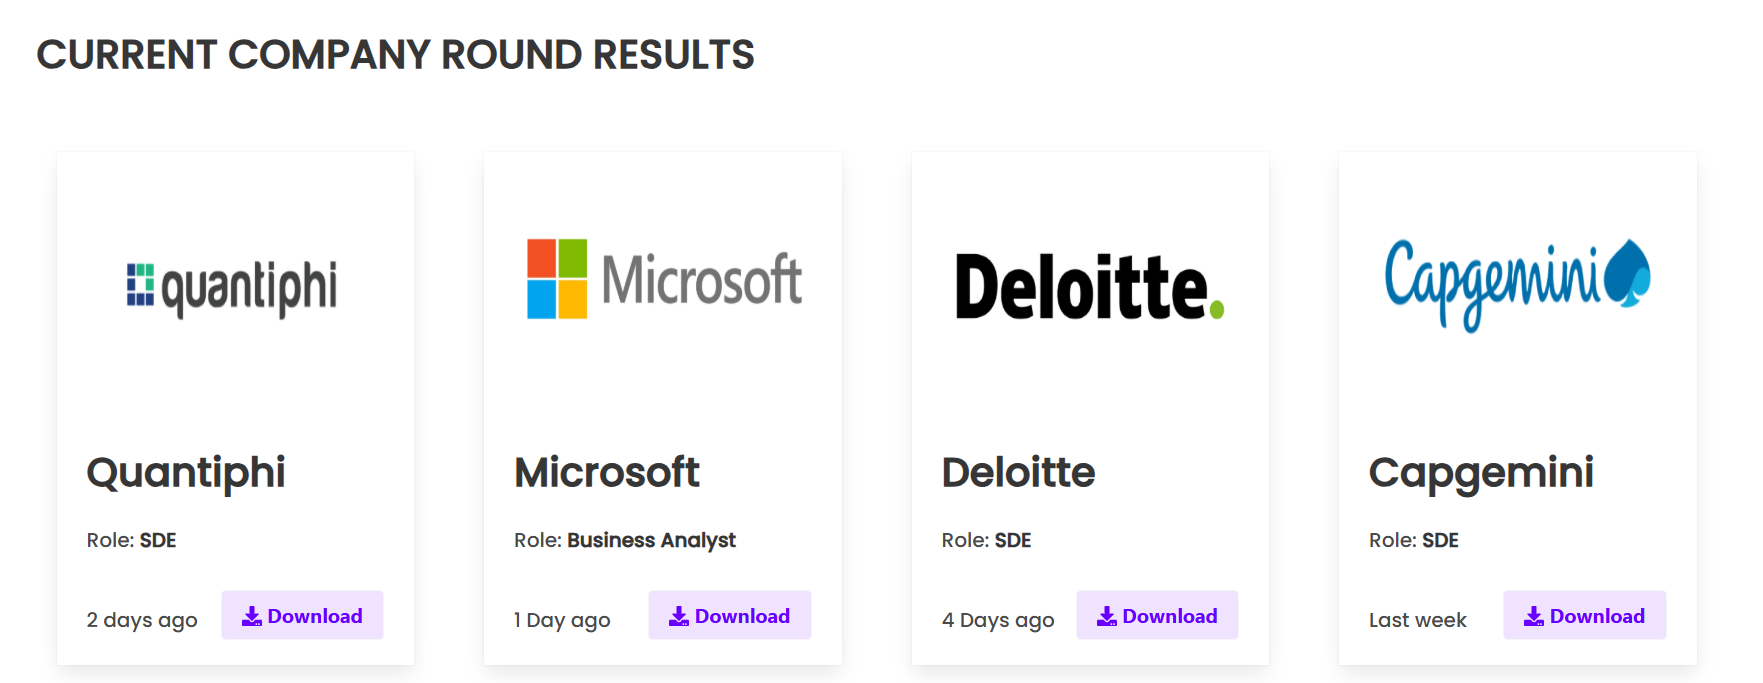 CURRENT COMPANY ROUND RESULTS
quantiphi
Quantiphi
Role: SDE
2 days ago
Download
Microsoft
Microsoft
Role: Business Analyst
1 Day ago
Download
Deloitte.
Deloitte
Role: SDE
4 Days ago
Download
Capgemini
Capgemini
Role: SDE
Last week
Download